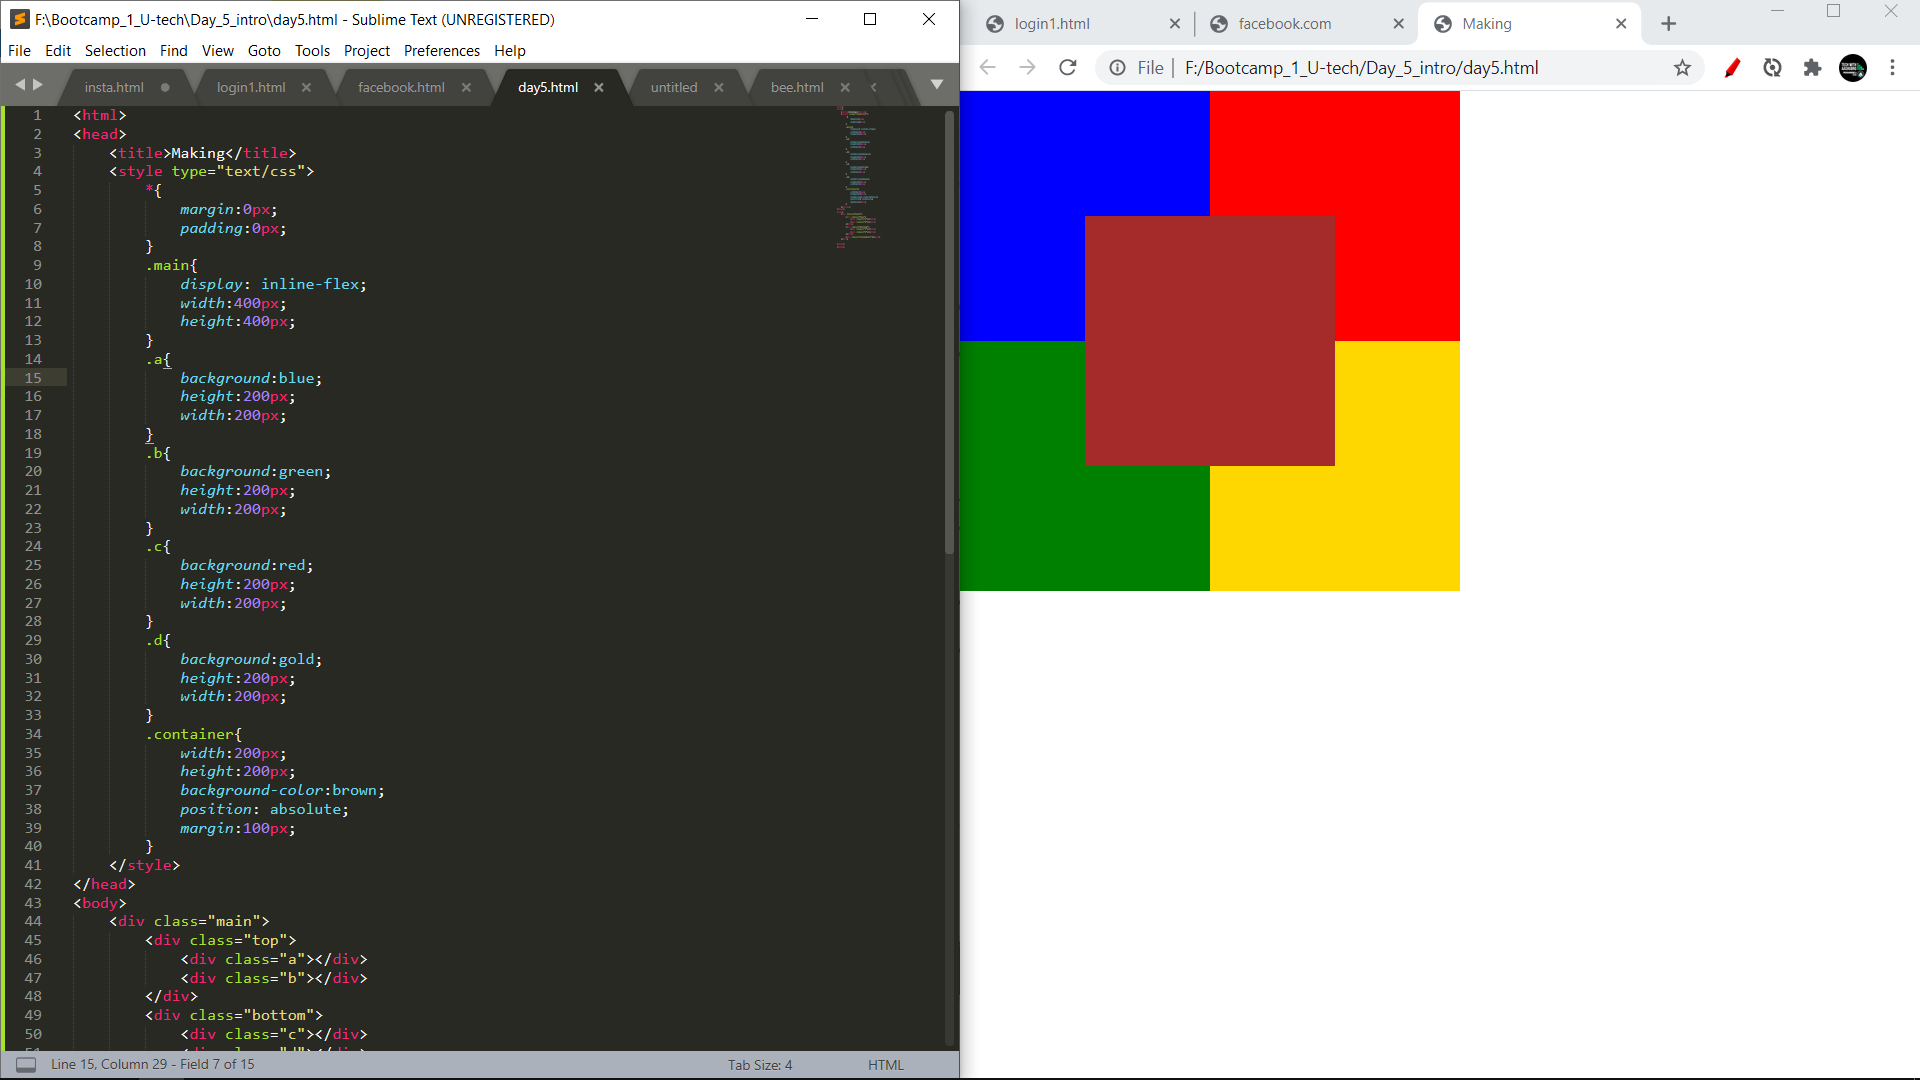 F:\Bootcamp_1_U-tech\Day_5_intro\day5.html - Sublime Text (UNREGISTERED)
File Edit Selection Find View Goto Tools Project Preferences Help
insta.html login1.html facebook.html day5.html untitled bee.html
1 <html>
2 <head>
3 <title>Making</title>
4 <style type="text/css">
5 *{
6 margin:0px;
7 padding:0px;
8 }
9 .main{
10 display: inline-flex;
11 width:400px;
12 height:400px;
13 }
14 .a{
15 background:blue;
16 height:200px;
17 width:200px;
18 }
19 .b{
20 background:green;
21 height:200px;
22 width:200px;
23 }
24 .c{
25 background:red;
26 height:200px;
27 width:200px;
28 }
29 .d{
30 background:gold;
31 height:200px;
32 width:200px;
33 }
34 .container{
35 width:200px;
36 height:200px;
37 background-color:brown;
38 position: absolute;
39 margin:100px;
40 }
41 </style>
42 </head>
43 <body>
44 <div class="main">
45 <div class="top">
46 <div class="a"></div>
47 <div class="b"></div>
48 </div>
49 <div class="bottom">
50 <div class="c"></div>
Line 15, Column 29 - Field 7 of 15 Tab Size: 4 HTML
login1.html facebook.com Making
File F:/Bootcamp_1_U-tech/Day_5_intro/day5.html